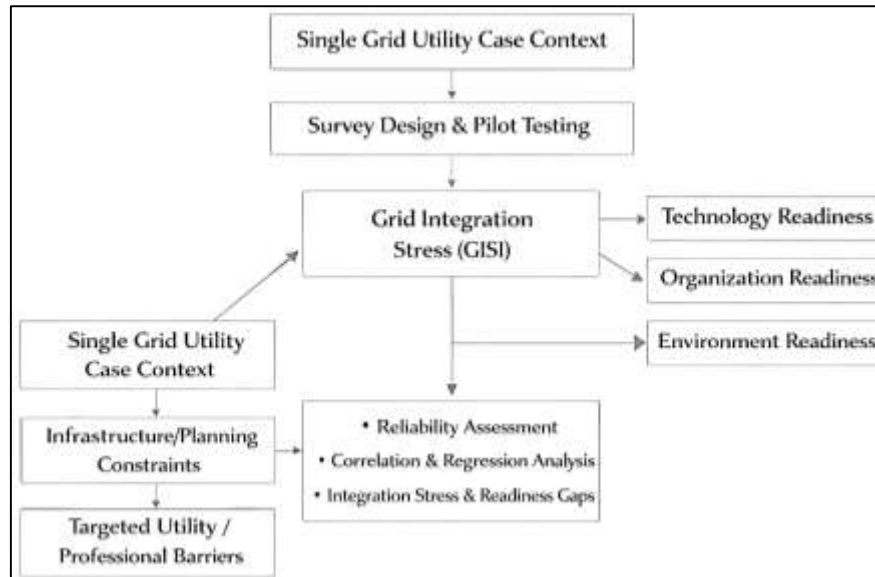 Single Grid Utility Case Context
Survey Design & Pilot Testing
Grid Integration
Stress (GISI)
Technology Readiness
Organization Readiness
Environment Readiness
Single Grid Utility
Case Context
Infrastructure/Planning
Constraints
Targeted Utility /
Professional Barriers
• Reliability Assessment
• Correlation & Regression Analysis
• Integration Stress & Readiness Gaps